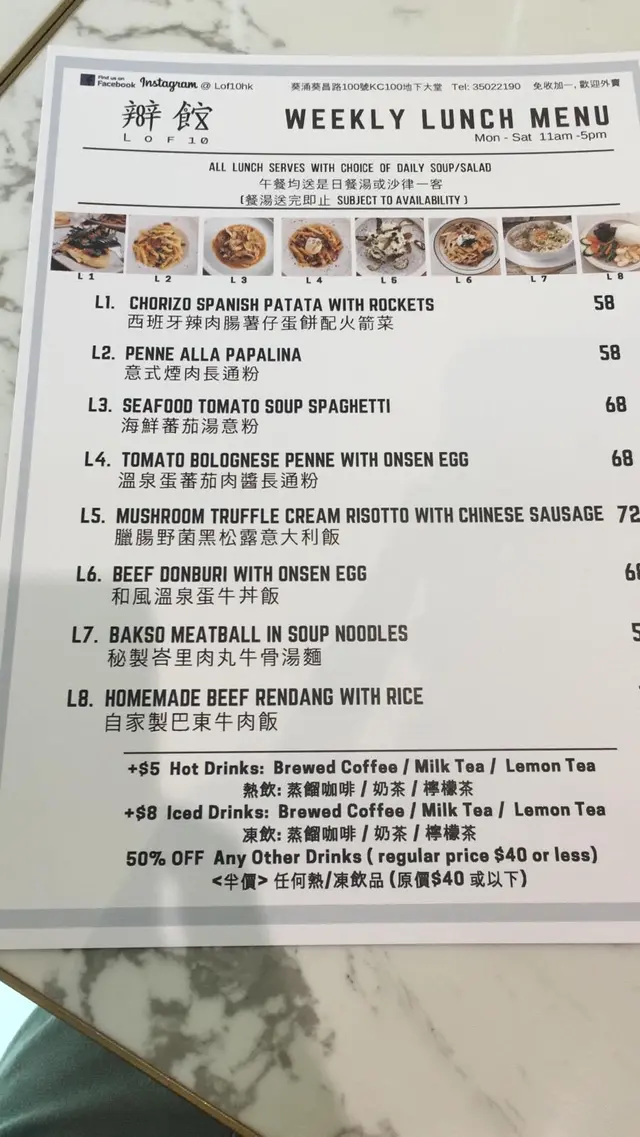 Find us on
Facebook Instagram @ Lof10hk 葵涌葵昌路100號KC100地下大堂 Tel: 35022190 免收加一, 歡迎外賣
辦館 WEEKLY LUNCH MENU
LOF10 Mon - Sat 11am -5pm
ALL LUNCH SERVES WITH CHOICE OF DAILY SOUP/SALAD
午餐均送是日餐湯或沙律一客
(餐湯送完即止 SUBJECT TO AVAILABILITY )
L1 L2 L3 L4 L5 L6 L7 L8
L1. CHORIZO SPANISH PATATA WITH ROCKETS 58
西班牙辣肉腸薯仔蛋餅配火箭菜
L2. PENNE ALLA PAPALINA 58
意式煙肉長通粉
L3. SEAFOOD TOMATO SOUP SPAGHETTI 68
海鮮蕃茄湯意粉
L4. TOMATO BOLOGNESE PENNE WITH ONSEN EGG 68
溫泉蛋蕃茄肉醬長通粉
L5. MUSHROOM TRUFFLE CREAM RISOTTO WITH CHINESE SAUSAGE 72
臘腸野菌黑松露意大利飯
L6. BEEF DONBURI WITH ONSEN EGG
和風溫泉蛋牛丼飯
L7. BAKSO MEATBALL IN SOUP NOODLES
秘製峇里肉丸牛骨湯麵
L8. HOMEMADE BEEF RENDANG WITH RICE
自家製巴東牛肉飯
+$5 Hot Drinks: Brewed Coffee / Milk Tea / Lemon Tea
熱飲: 蒸餾咖啡 / 奶茶 / 檸檬茶
+$8 Iced Drinks: Brewed Coffee / Milk Tea / Lemon Tea
凍飲: 蒸餾咖啡 / 奶茶 / 檸檬茶
50% OFF Any Other Drinks ( regular price $40 or less)
<半價> 任何熱/凍飲品 (原價$40 或以下)